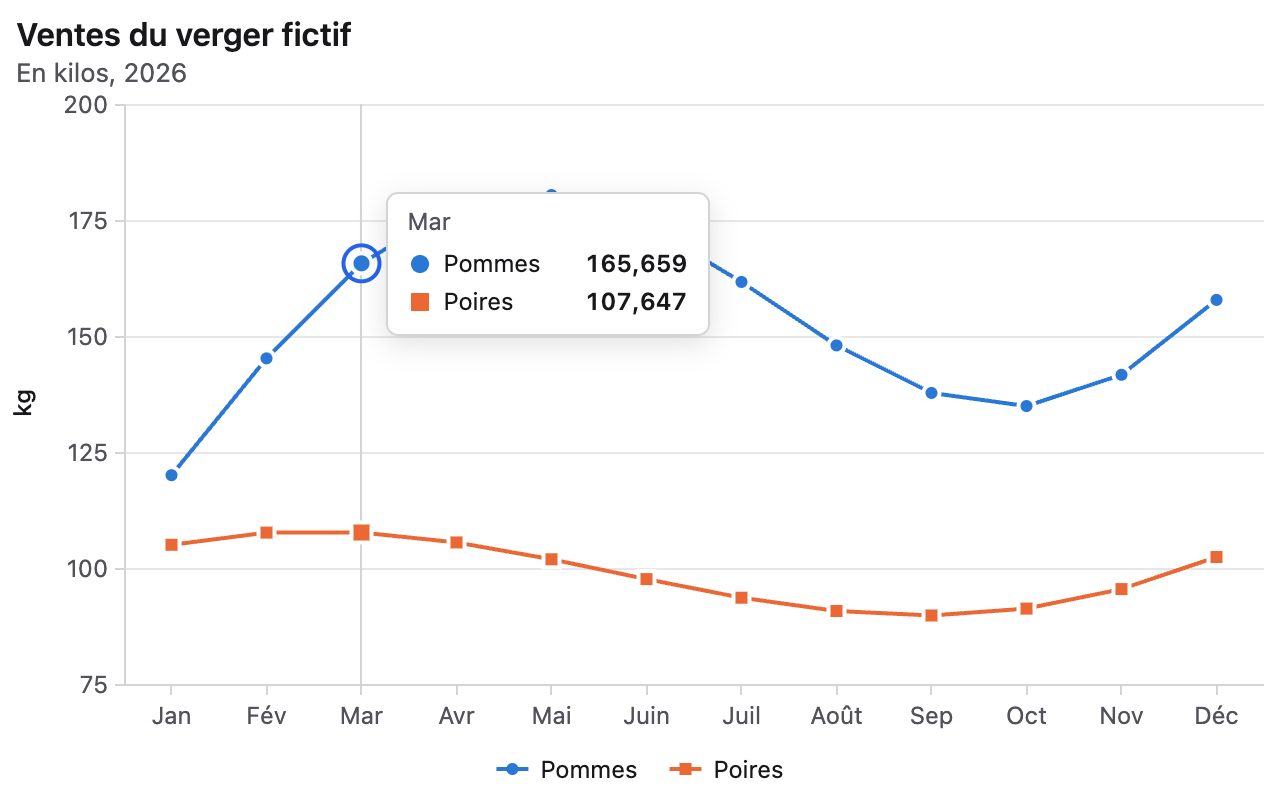 Ventes du verger fictif
En kilos, 2026
200
175
150
125
100
75
kg
Mar
Pommes 165,659
Poires 107,647
Jan Fév Mar Avr Mai Juin Juil Août Sep Oct Nov Déc
Pommes Poires